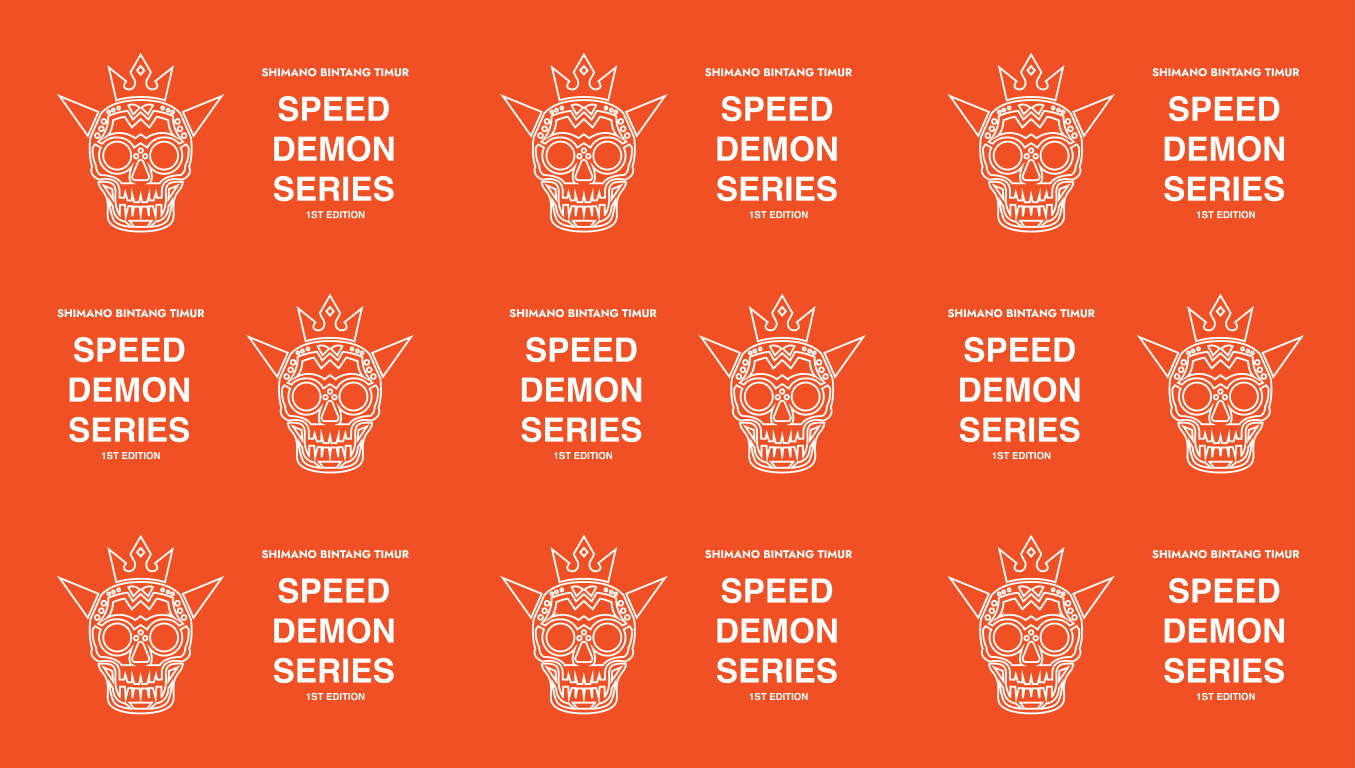 SHIMANO BINTANG TIMUR
SPEED
DEMON
SERIES
1ST EDITION
SHIMANO BINTANG TIMUR
SPEED
DEMON
SERIES
1ST EDITION
SHIMANO BINTANG TIMUR
SPEED
DEMON
SERIES
1ST EDITION
SHIMANO BINTANG TIMUR
SPEED
DEMON
SERIES
1ST EDITION
SHIMANO BINTANG TIMUR
SPEED
DEMON
SERIES
1ST EDITION
SHIMANO BINTANG TIMUR
SPEED
DEMON
SERIES
1ST EDITION
SHIMANO BINTANG TIMUR
SPEED
DEMON
SERIES
1ST EDITION
SHIMANO BINTANG TIMUR
SPEED
DEMON
SERIES
1ST EDITION
SHIMANO BINTANG TIMUR
SPEED
DEMON
SERIES
1ST EDITION